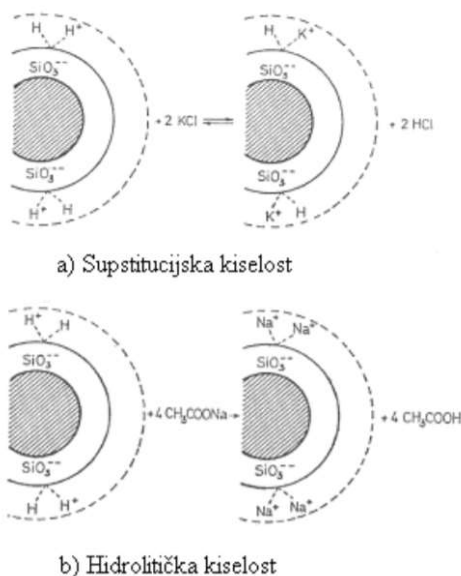 H H⁺ H K⁺
SiO₃⁻⁻ SiO₃⁻⁻
+ 2 KCl ⇌ + 2 HCl
SiO₃⁻⁻ SiO₃⁻⁻
H⁺ H K⁺ H
a) Supstitucijska kiselost
H⁺ H Na⁺ Na⁺
SiO₃⁻⁻ SiO₃⁻⁻
+ 4 CH₃COONa → + 4 CH₃COOH
SiO₃⁻⁻ SiO₃⁻⁻
H H⁺ Na⁺ Na⁺
b) Hidrolitička kiselost